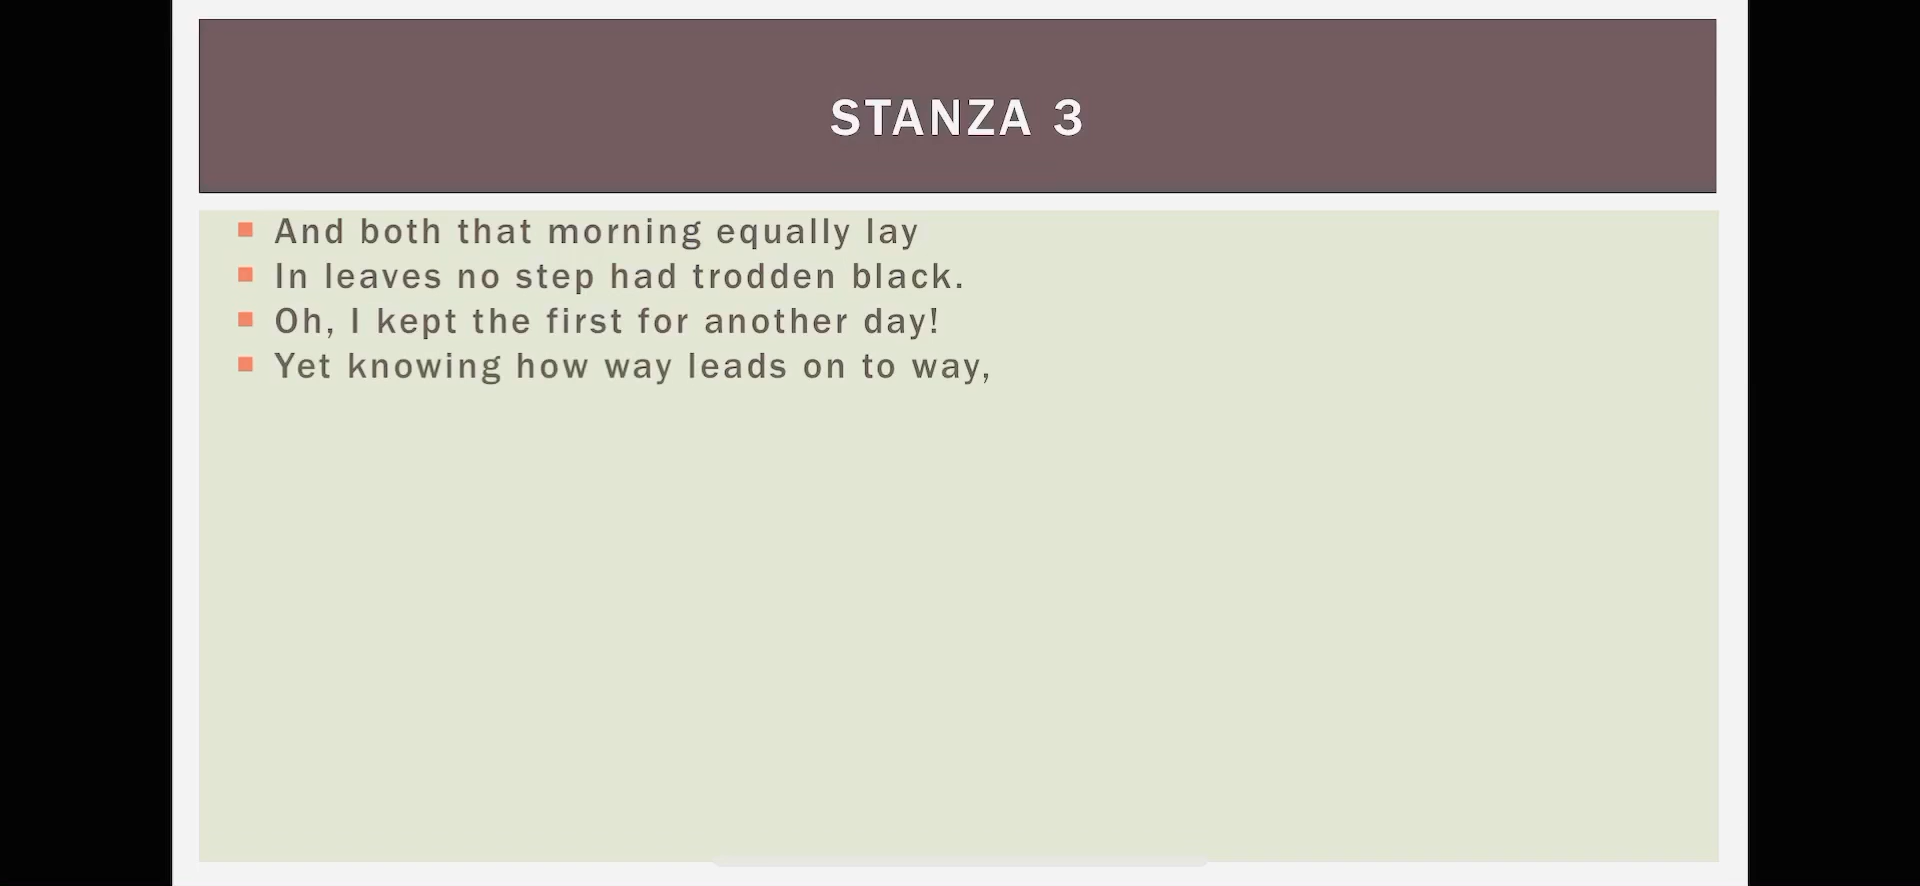 STANZA 3
And both that morning equally lay
In leaves no step had trodden black.
Oh, I kept the first for another day!
Yet knowing how way leads on to way,